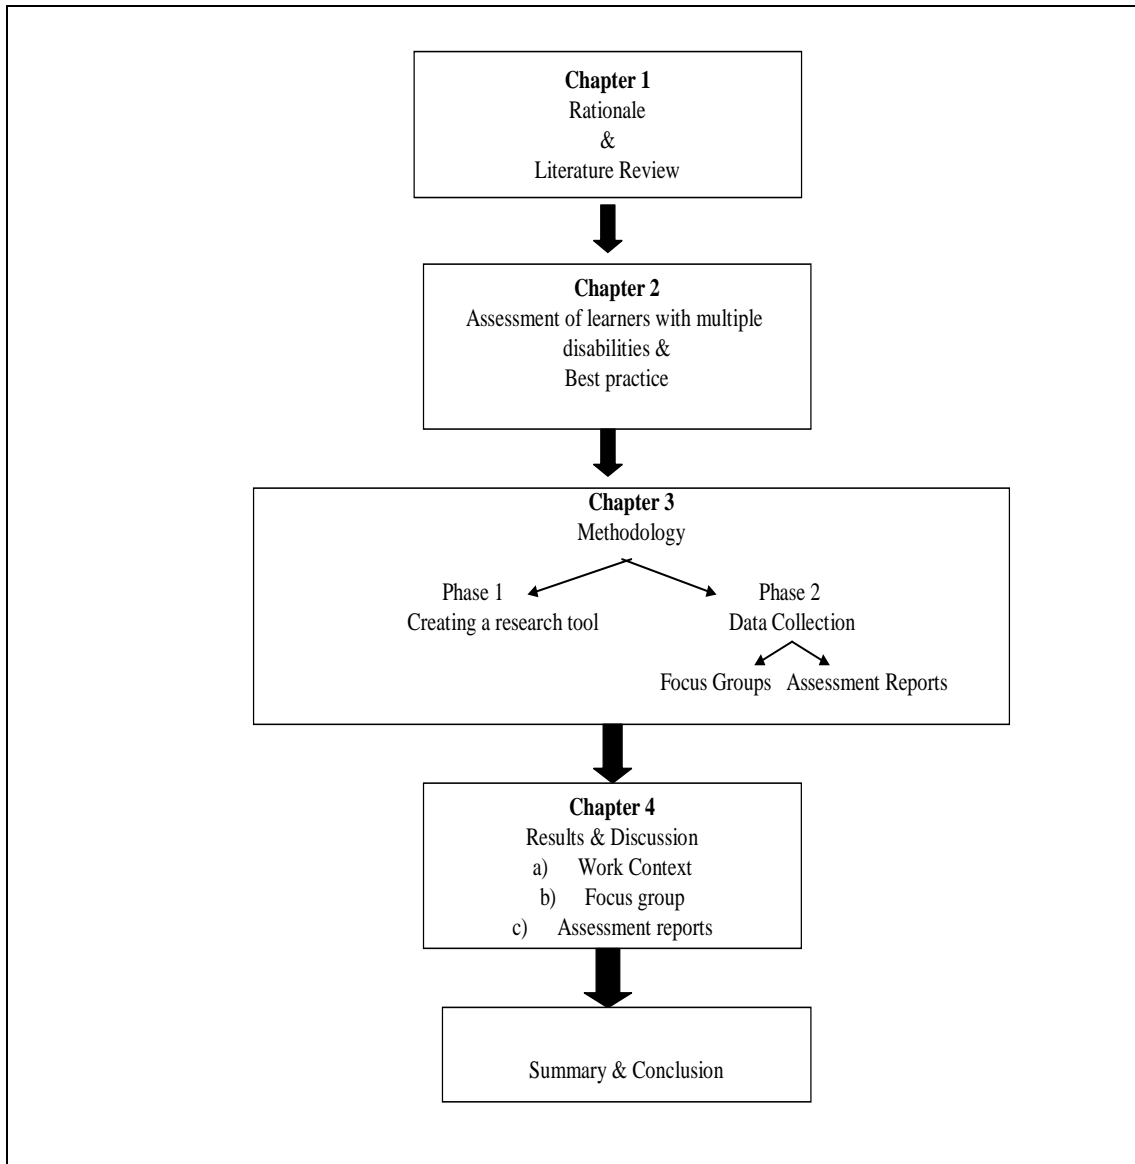 Chapter 1
Rationale
&
Literature Review
Chapter 2
Assessment of learners with multiple
disabilities &
Best practice
Chapter 3
Methodology
Phase 1
Creating a research tool
Phase 2
Data Collection
Focus Groups
Assessment Reports
Chapter 4
Results & Discussion
a) Work Context
b) Focus group
c) Assessment reports
Summary & Conclusion